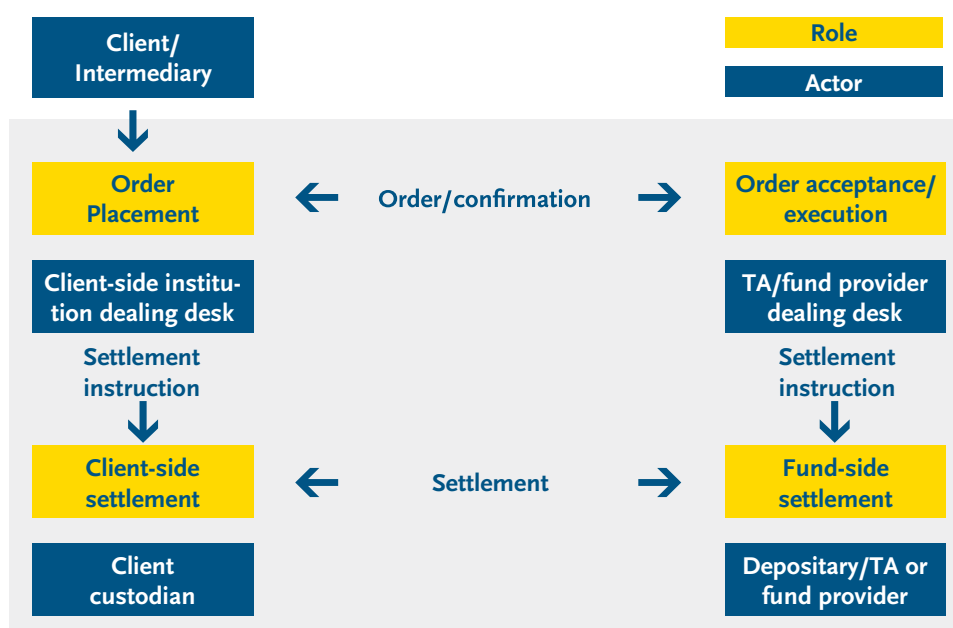 Client/
Intermediary
Role
Actor
Order
Placement
Order/confirmation
Order acceptance/
execution
Client-side institu-
tion dealing desk
TA/fund provider
dealing desk
Settlement
instruction
Settlement
instruction
Client-side
settlement
Settlement
Fund-side
settlement
Client
custodian
Depositary/TA or
fund provider